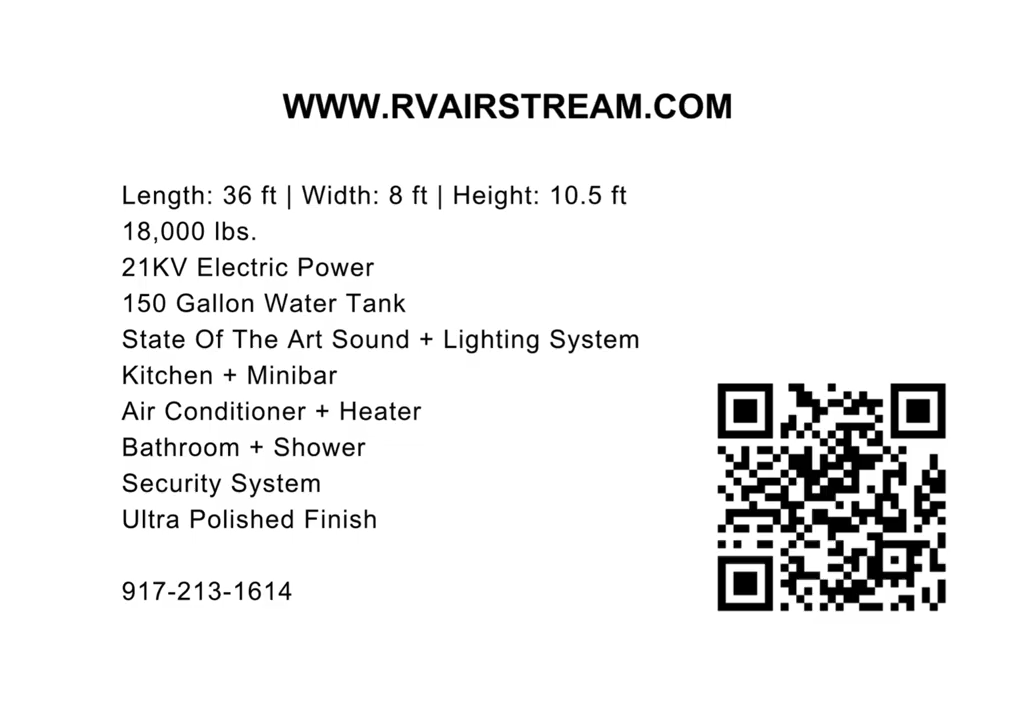 WWW.RVAIRSTREAM.COM
Length: 36 ft | Width: 8 ft | Height: 10.5 ft
18,000 lbs.
21KV Electric Power
150 Gallon Water Tank
State Of The Art Sound + Lighting System
Kitchen + Minibar
Air Conditioner + Heater
Bathroom + Shower
Security System
Ultra Polished Finish
917-213-1614